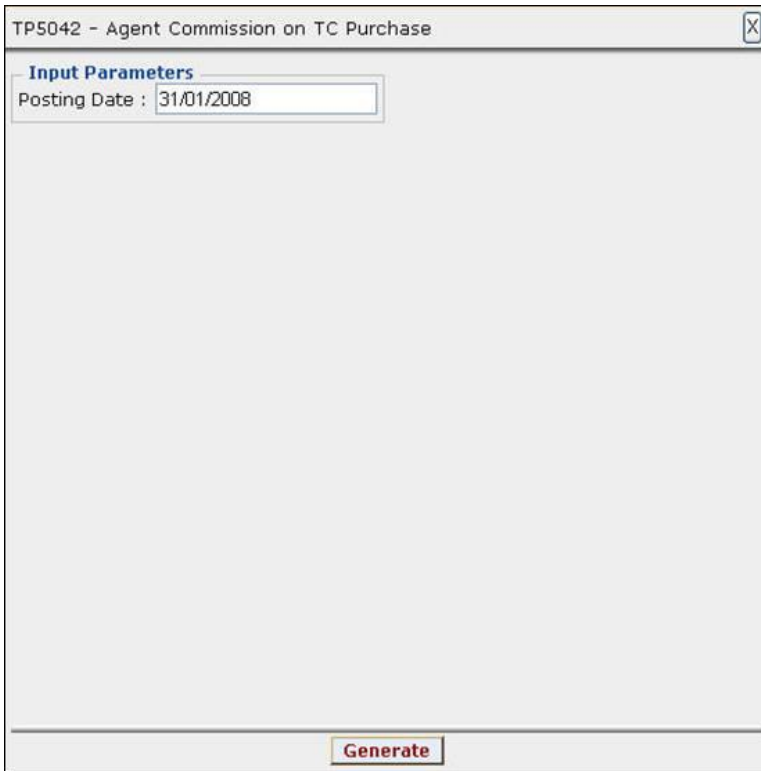 TP5042 - Agent Commission on TC Purchase X
Input Parameters
Posting Date : 31/01/2008
Generate